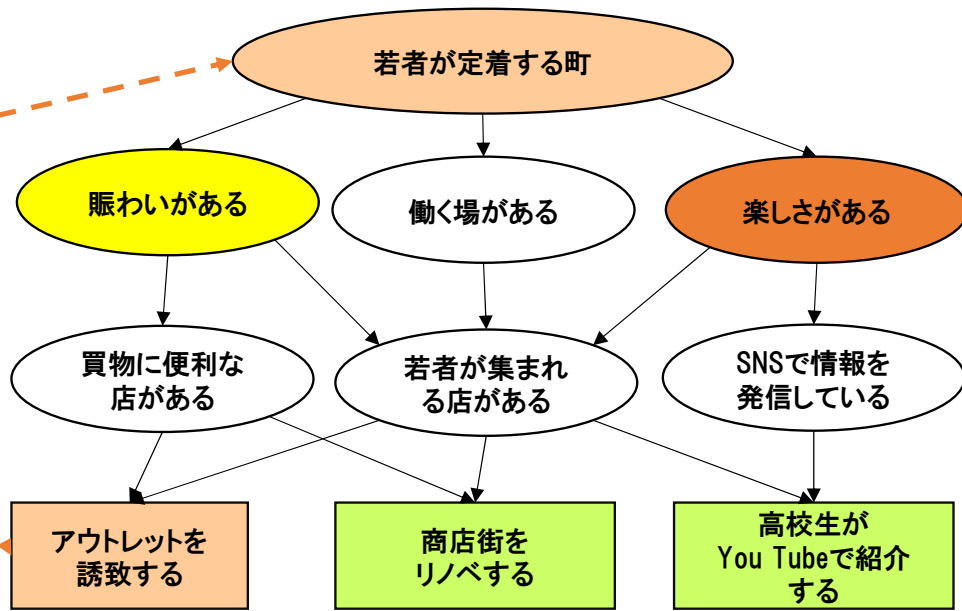 若者が定着する町
賑わいがある
働く場がある
楽しさがある
買物に便利な
店がある
若者が集まれ
る店がある
SNSで情報を
発信している
アウトレットを
誘致する
商店街を
リノベする
高校生が
You Tubeで紹介
する